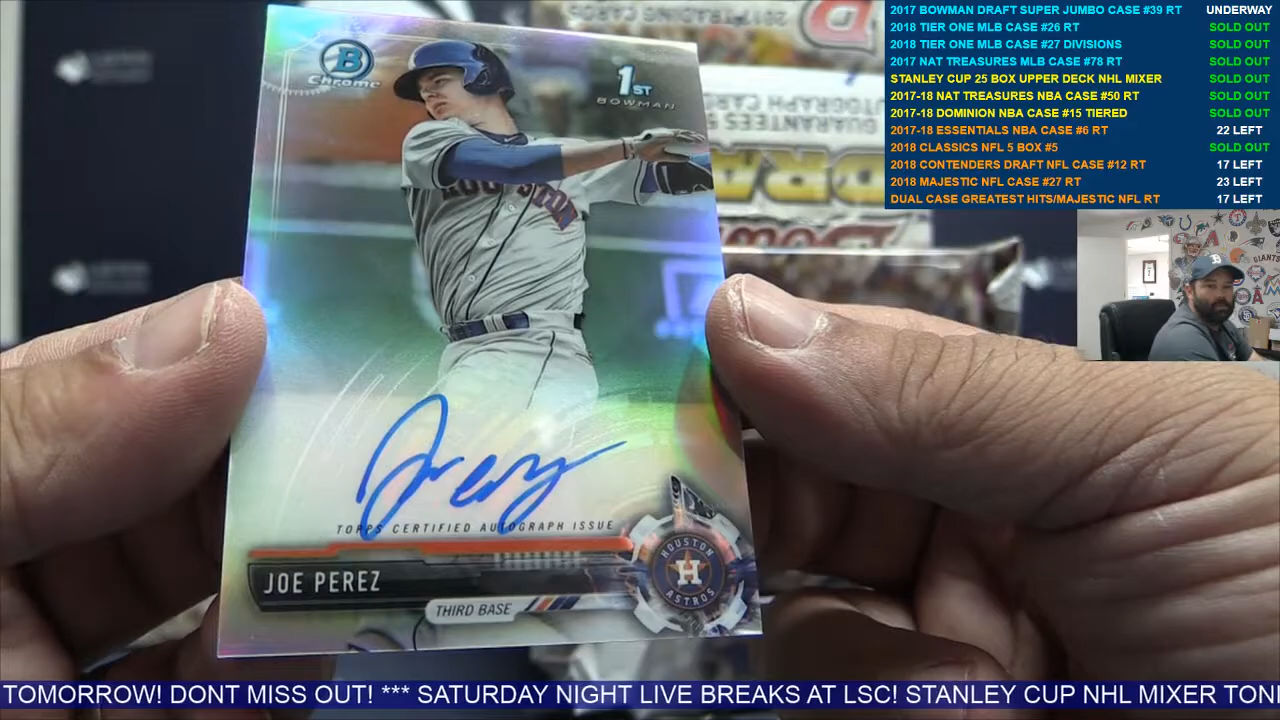 2017 BOWMAN DRAFT SUPER JUMBO CASE #39 RT UNDERWAY
2018 TIER ONE MLB CASE #26 RT SOLD OUT
2018 TIER ONE MLB CASE #27 DIVISIONS SOLD OUT
2017 NAT TREASURES MLB CASE #78 RT SOLD OUT
STANLEY CUP 25 BOX UPPER DECK NHL MIXER SOLD OUT
2017-18 NAT TREASURES NBA CASE #50 RT SOLD OUT
2017-18 DOMINION NBA CASE #15 TIERED SOLD OUT
2017-18 ESSENTIALS NBA CASE #6 RT 22 LEFT
2018 CLASSICS NFL 5 BOX #5 SOLD OUT
2018 CONTENDERS DRAFT NFL CASE #12 RT 17 LEFT
2018 MAJESTIC NFL CASE #27 RT 23 LEFT
DUAL CASE GREATEST HITS/MAJESTIC NFL RT 17 LEFT
B
Chrome
1ST
BOWMAN
HOUSTON
TOPPS CERTIFIED AUTOGRAPH ISSUE
JOE PEREZ
THIRD BASE
HOUSTON
H
ASTROS
GIANTS
TOMORROW! DONT MISS OUT! *** SATURDAY NIGHT LIVE BREAKS AT LSC! STANLEY CUP NHL MIXER TONI